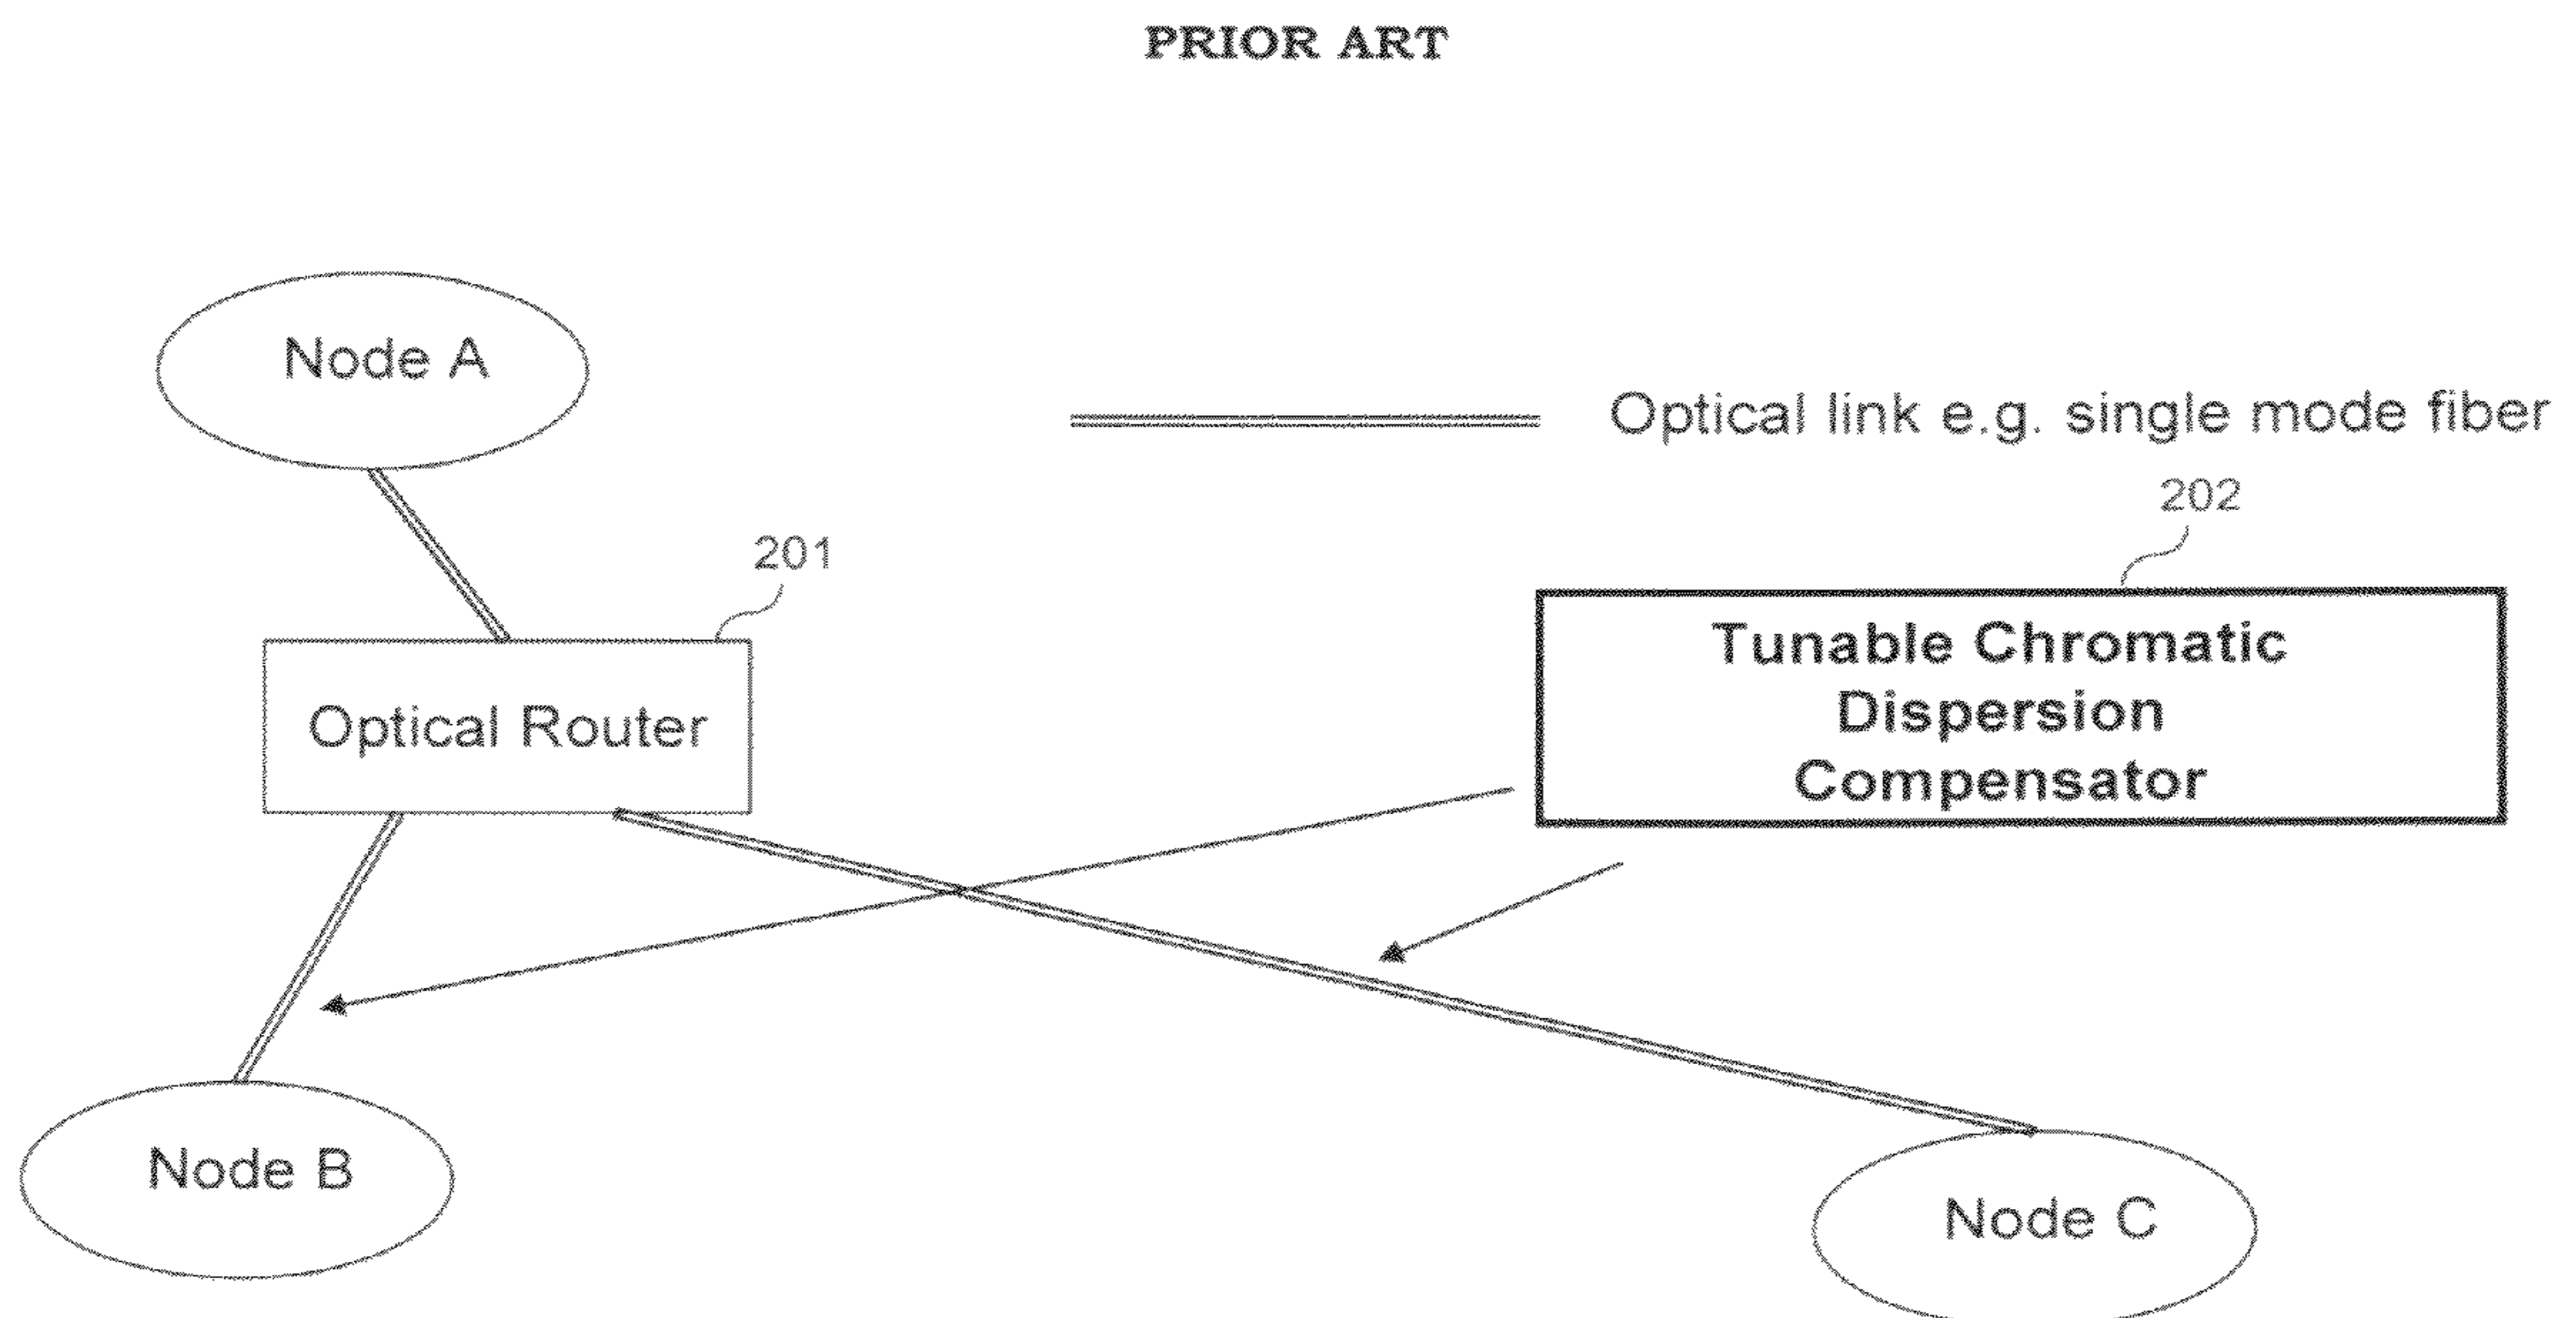 PRIOR ART
Node A
Optical link e.g. single mode fiber
202
201
Tunable Chromatic
Dispersion
Compensator
Optical Router
Node B
Node C